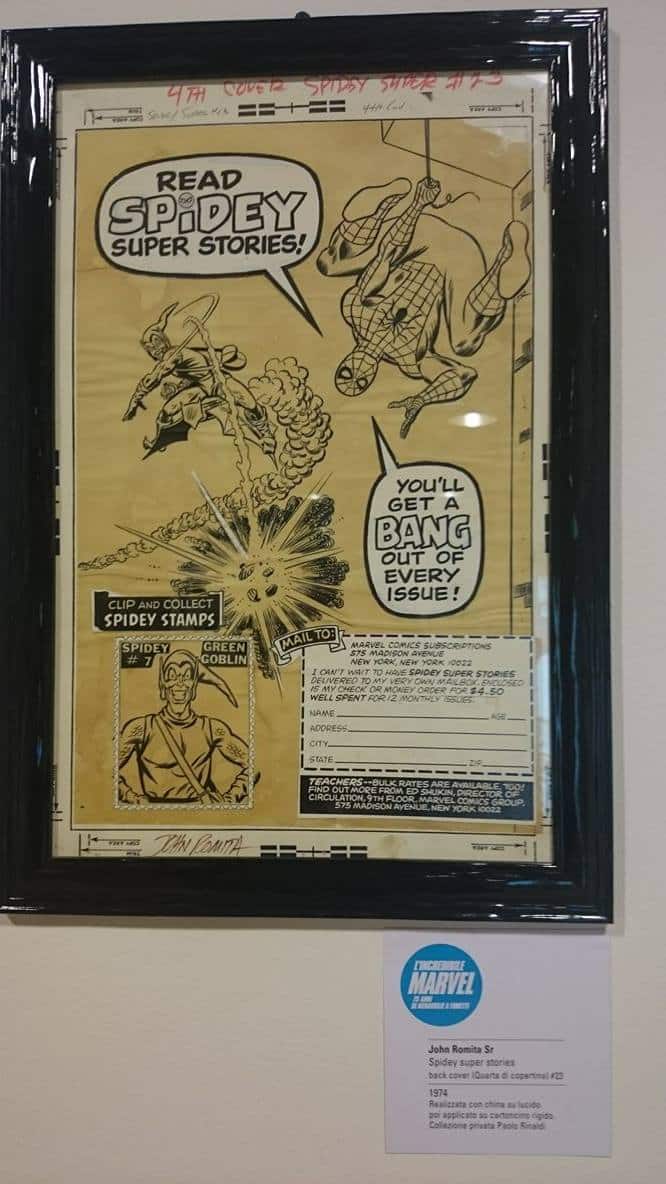 4TH COVER SPIDEY SUPER #23
READ
SPIDEY
SUPER STORIES!
YOU'LL
GET A
BANG
OUT OF
EVERY
ISSUE!
CLIP AND COLLECT
SPIDEY STAMPS
SPIDEY
# 7
GREEN
GOBLIN
MAIL TO:
MARVEL COMICS SUBSCRIPTIONS
575 MADISON AVENUE
NEW YORK, NEW YORK 10022
I CAN'T WAIT TO HAVE SPIDEY SUPER STORIES
DELIVERED TO MY VERY OWN MAILBOX. ENCLOSED
IS MY CHECK OR MONEY ORDER FOR $4.50
WELL SPENT FOR 12 MONTHLY ISSUES.
NAME AGE
ADDRESS
CITY
STATE ZIP
TEACHERS--BULK RATES ARE AVAILABLE, TOO!
FIND OUT MORE FROM ED SHUKIN, DIRECTOR OF
CIRCULATION, 9TH FLOOR, MARVEL COMICS GROUP,
575 MADISON AVENUE, NEW YORK 10022
JOHN ROMITA
L'INCREDIBILE
MARVEL
75 ANNI
DI MERAVIGLIE A FUMETTI
John Romita Sr
Spidey super stories
back cover (Quarta di copertina) #23
1974
Realizzata con china su lucido
poi applicato su cartoncino rigido.
Collezione privata Paolo Rinaldi